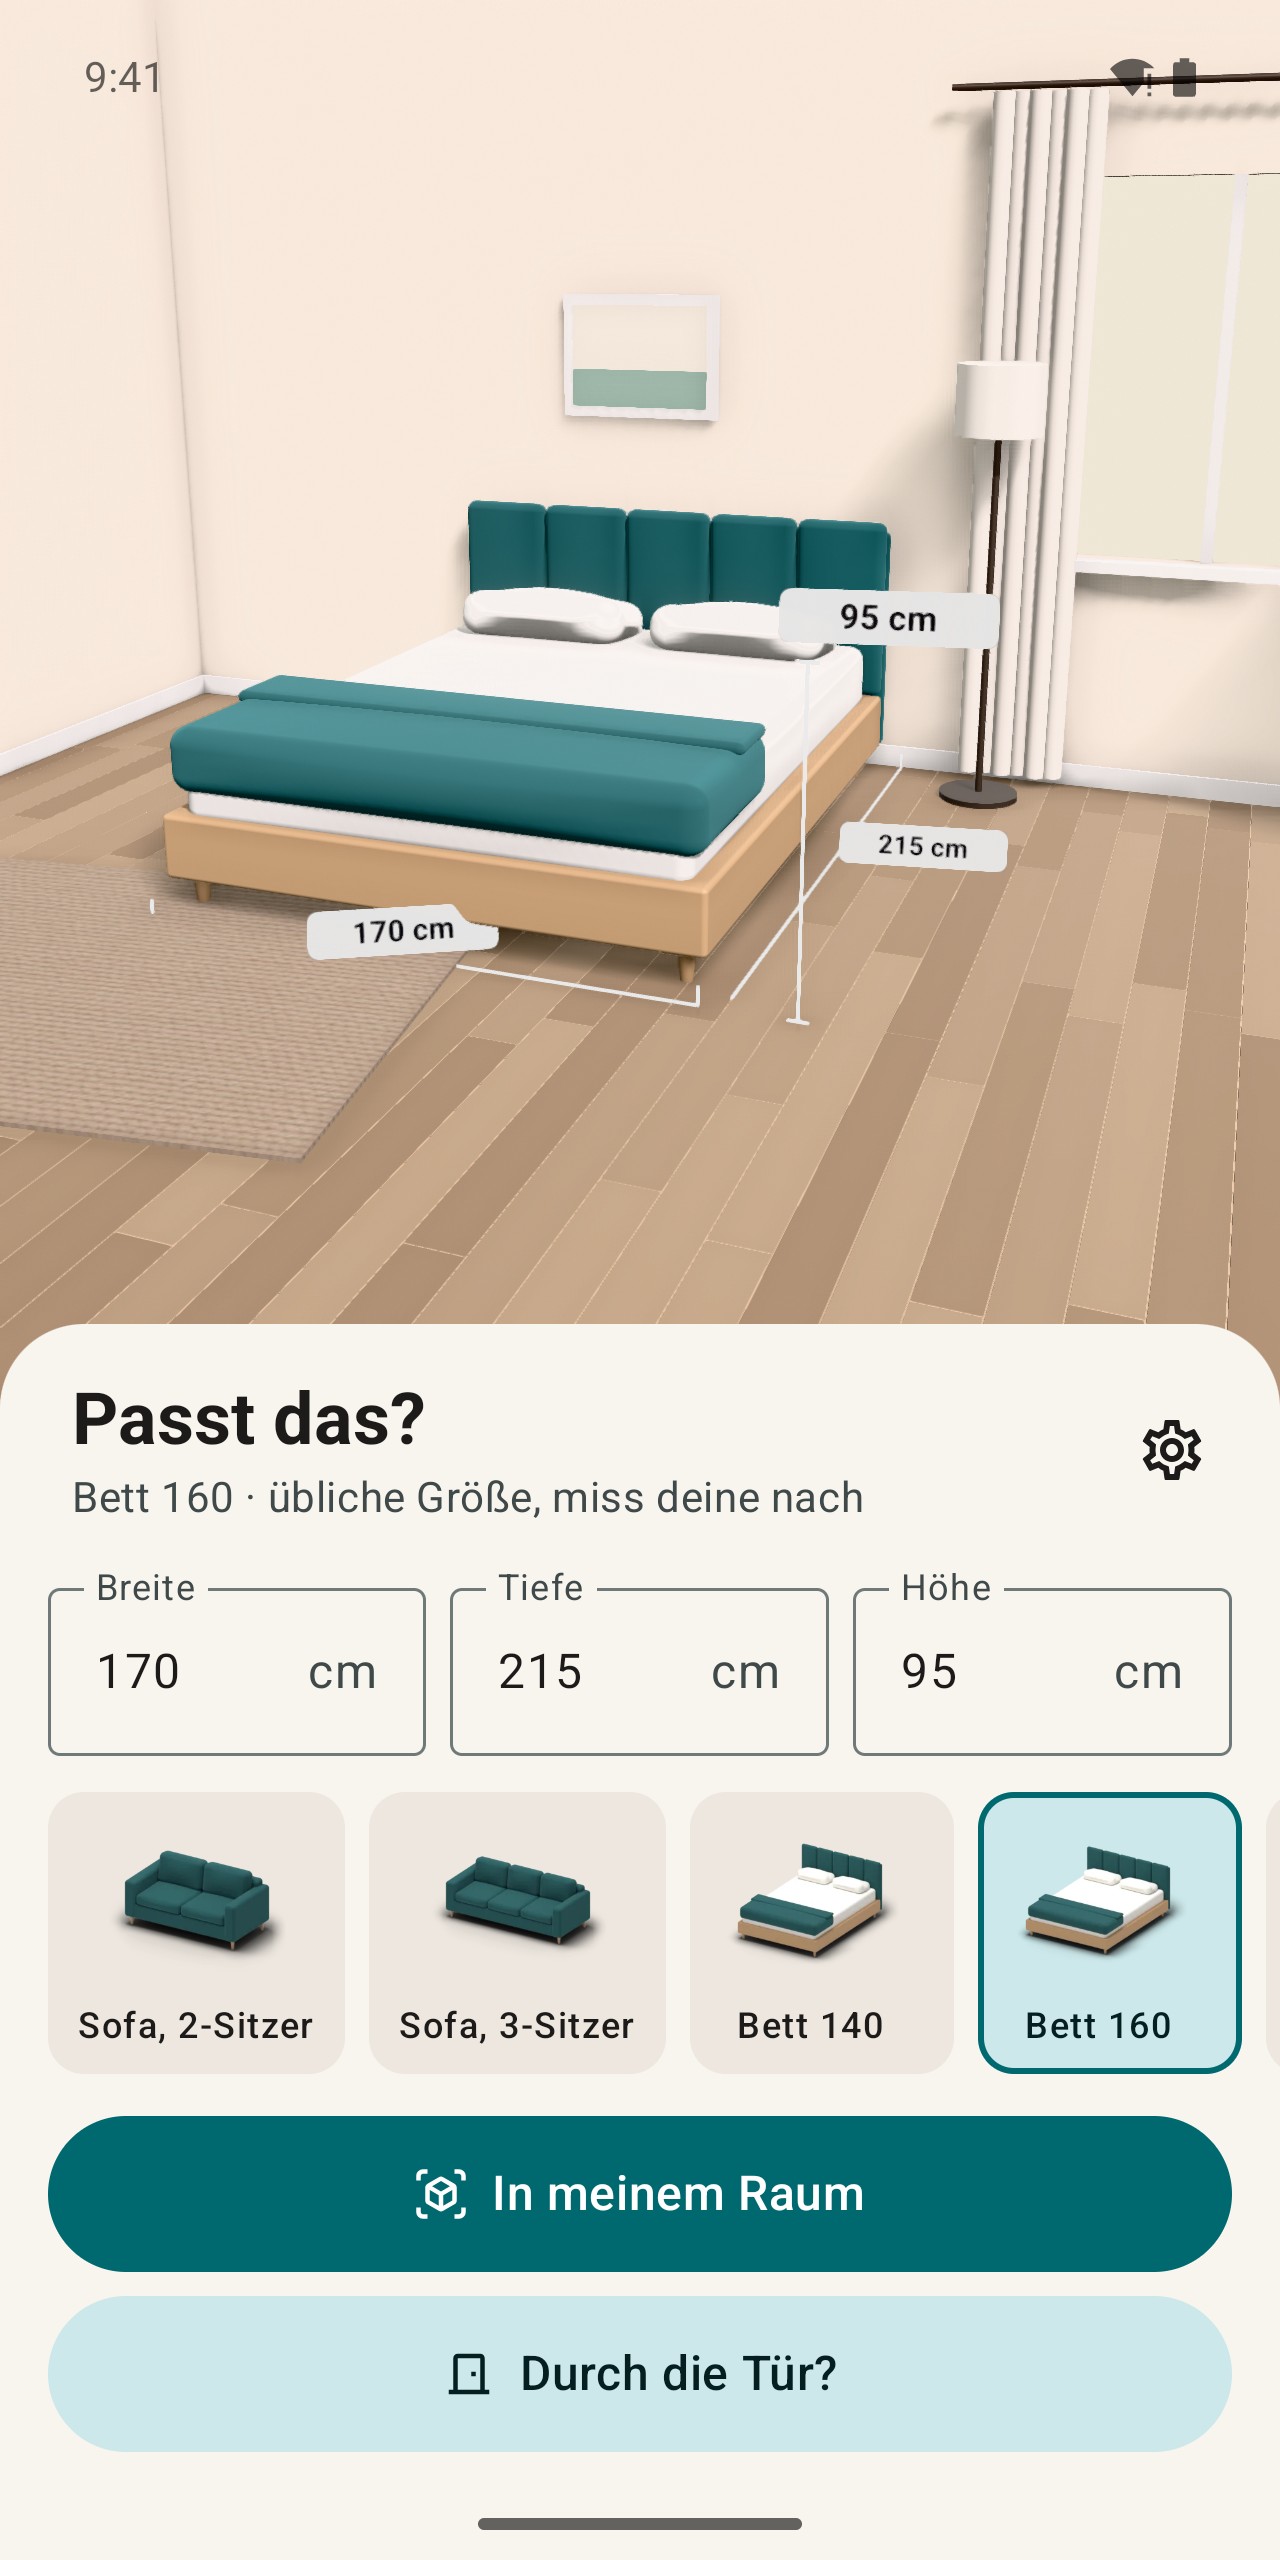 9:41
95 cm
215 cm
170 cm
Passt das?
Bett 160 · übliche Größe, miss deine nach
Breite
Tiefe
Höhe
170 cm
215 cm
95 cm
Sofa, 2-Sitzer
Sofa, 3-Sitzer
Bett 140
Bett 160
In meinem Raum
Durch die Tür?